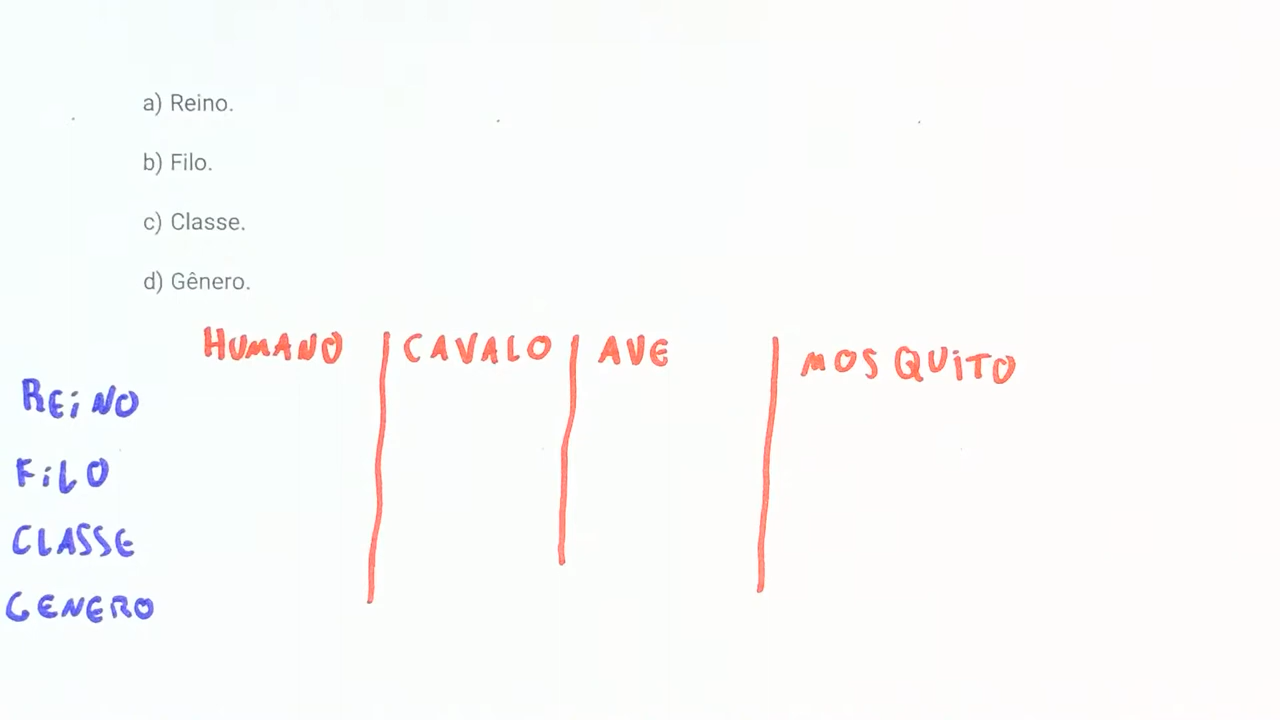 a) Reino.
b) Filo.
c) Classe.
d) Gênero.
HUMANO CAVALO AVE MOSQUITO
REINO
FILO
CLASSE
GENERO